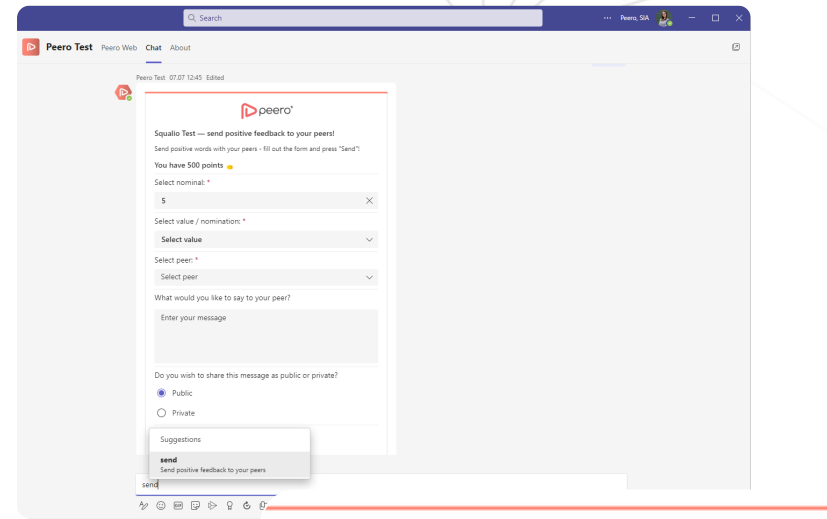 Search
Peero, SIA
Peero Test Peero Web Chat About
Peero Test 07.07 12:45 Edited
peero
Squalio Test — send positive feedback to your peers!
Send positive words with your peers - fill out the form and press "Send"!
You have 500 points
Select nominal: *
5
Select value / nomination: *
Select value
Select peer: *
Select peer
What would you like to say to your peer?
Enter your message
Do you wish to share this message as public or private?
Public
Private
Suggestions
send
Send positive feedback to your peers
send
GIF